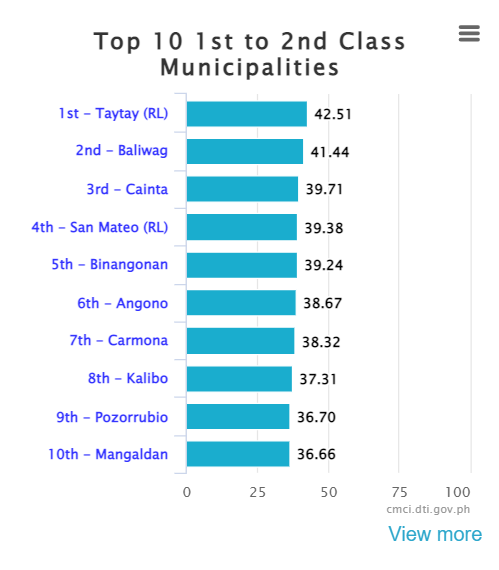 Top 10 1st to 2nd Class
Municipalities
1st - Taytay (RL) 42.51
2nd - Baliwag 41.44
3rd - Cainta 39.71
4th - San Mateo (RL) 39.38
5th - Binangonan 39.24
6th - Angono 38.67
7th - Carmona 38.32
8th - Kalibo 37.31
9th - Pozorrubio 36.70
10th - Mangaldan 36.66
0 25 50 75 100
cmci.dti.gov.ph
View more